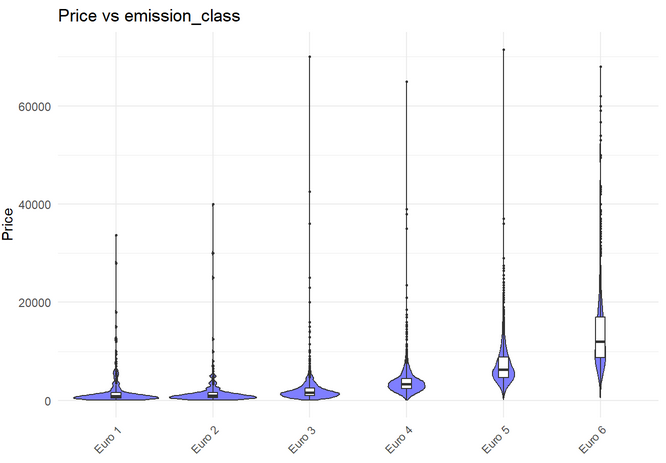 Price vs emission_class
Price
60000
40000
20000
0
Euro 1
Euro 2
Euro 3
Euro 4
Euro 5
Euro 6